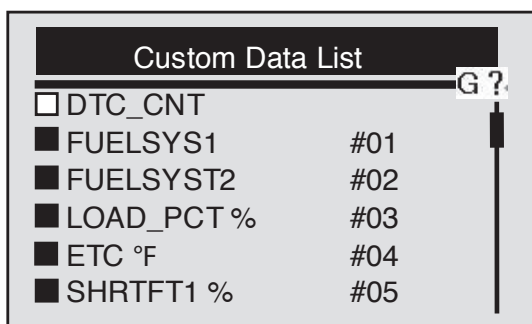 Custom Data List
G ?
□ DTC_CNT
■ FUELSYS1 #01
■ FUELSYST2 #02
■ LOAD_PCT % #03
■ ETC °F #04
■ SHRTFT1 % #05